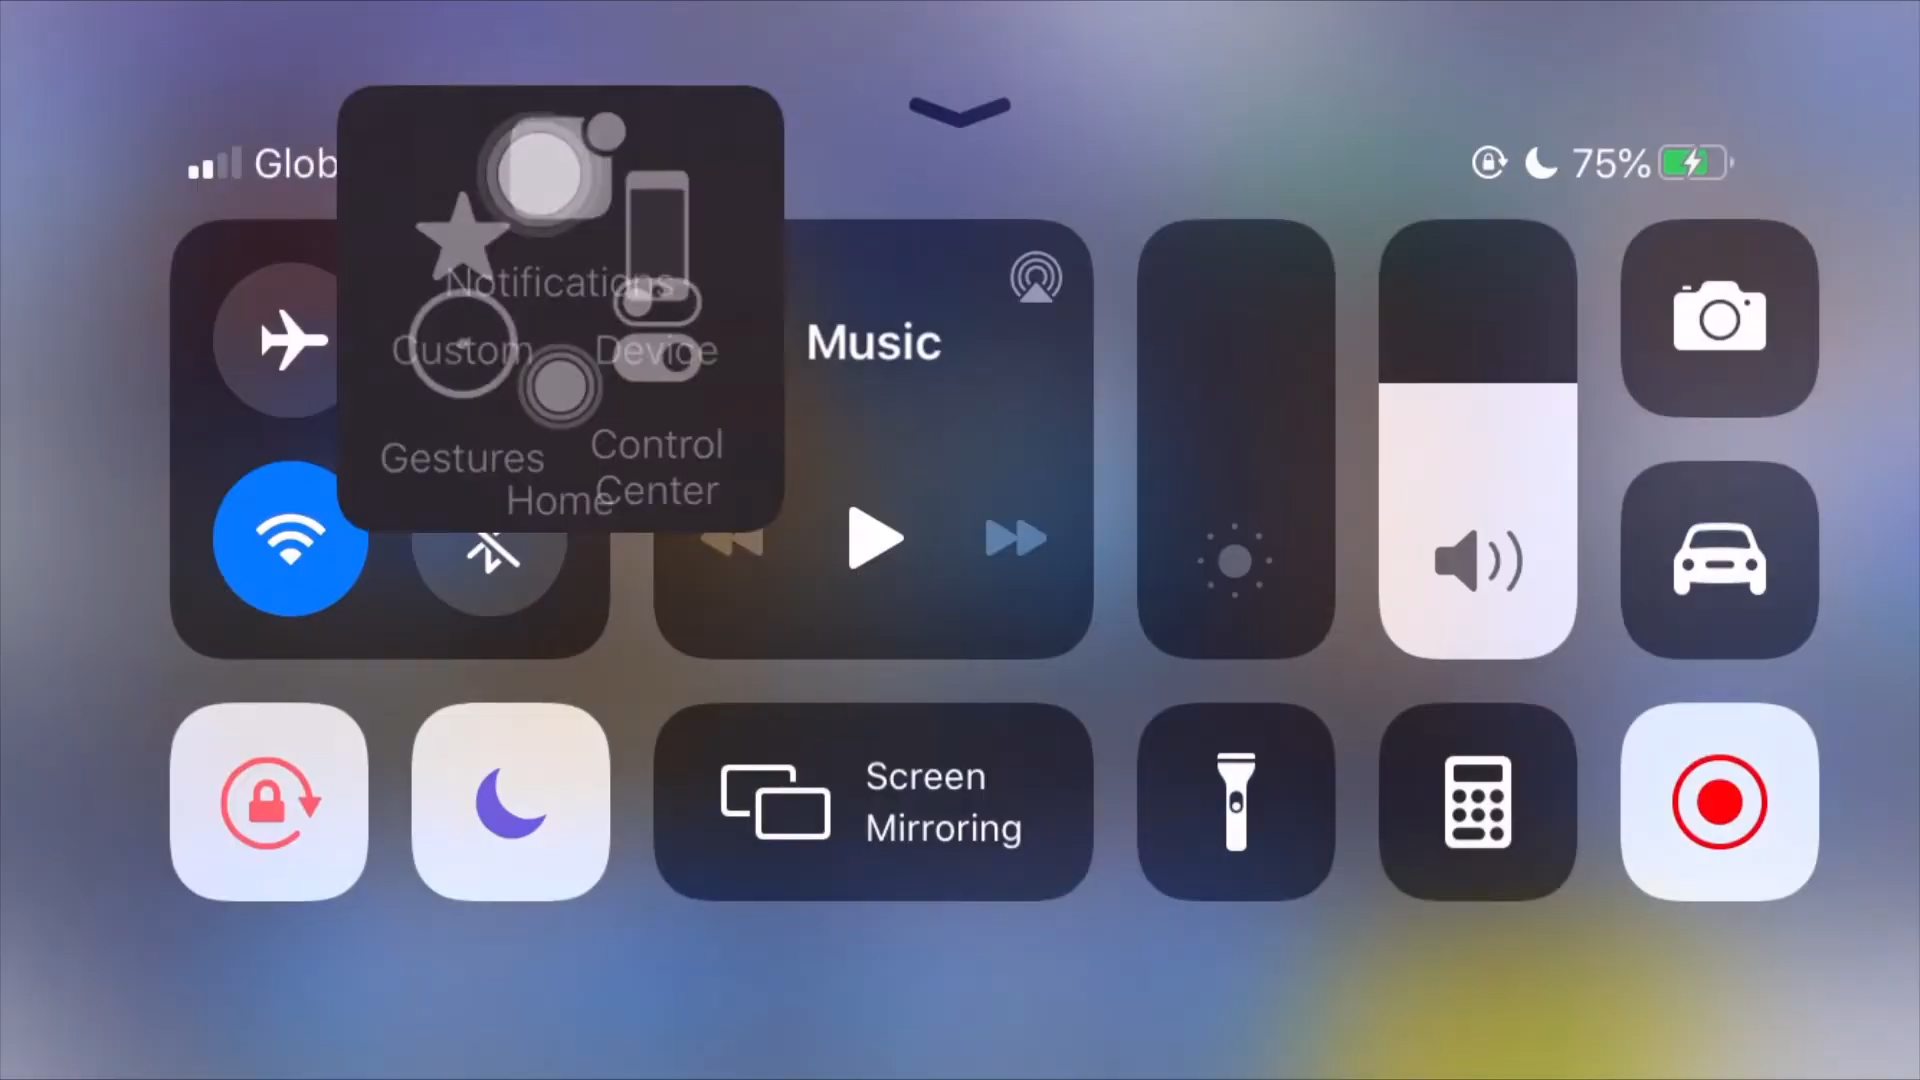 Glob
75%
Notifications
Custom
Device
Gestures
Control
Center
Home
Music
Screen
Mirroring